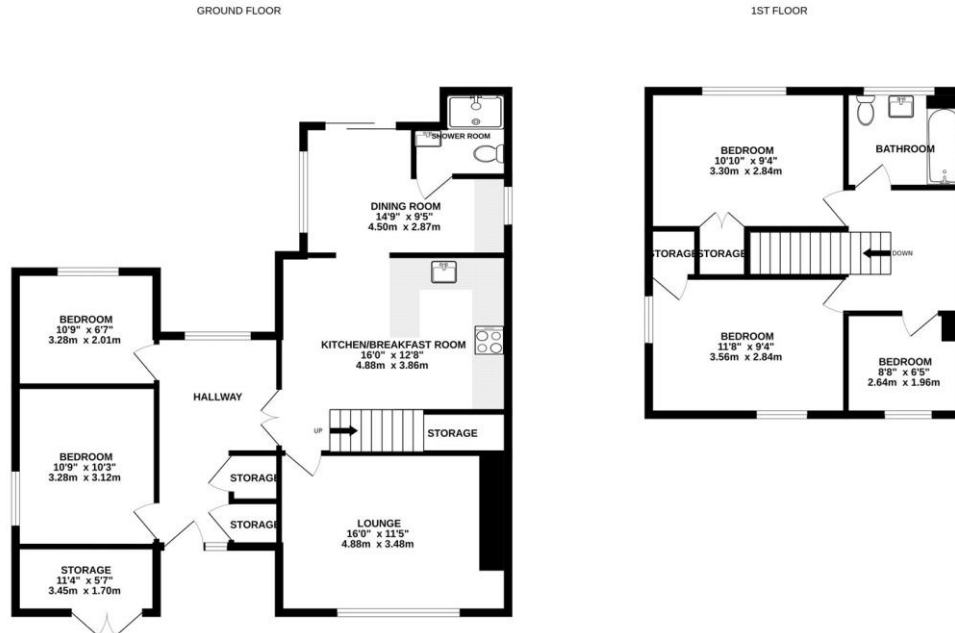 GROUND FLOOR
1ST FLOOR
SHOWER ROOM
DINING ROOM
14'9" x 9'5"
4.50m x 2.87m
BEDROOM
10'9" x 6'7"
3.28m x 2.01m
KITCHEN/BREAKFAST ROOM
16'0" x 12'8"
4.88m x 3.86m
HALLWAY
UP
STORAGE
BEDROOM
10'9" x 10'3"
3.28m x 3.12m
STORAGE
STORAGE
LOUNGE
16'0" x 11'5"
4.88m x 3.48m
STORAGE
11'4" x 5'7"
3.45m x 1.70m
BEDROOM
10'10" x 9'4"
3.30m x 2.84m
BATHROOM
STORAGE
STORAGE
DOWN
BEDROOM
11'8" x 9'4"
3.56m x 2.84m
BEDROOM
8'8" x 6'5"
2.64m x 1.96m